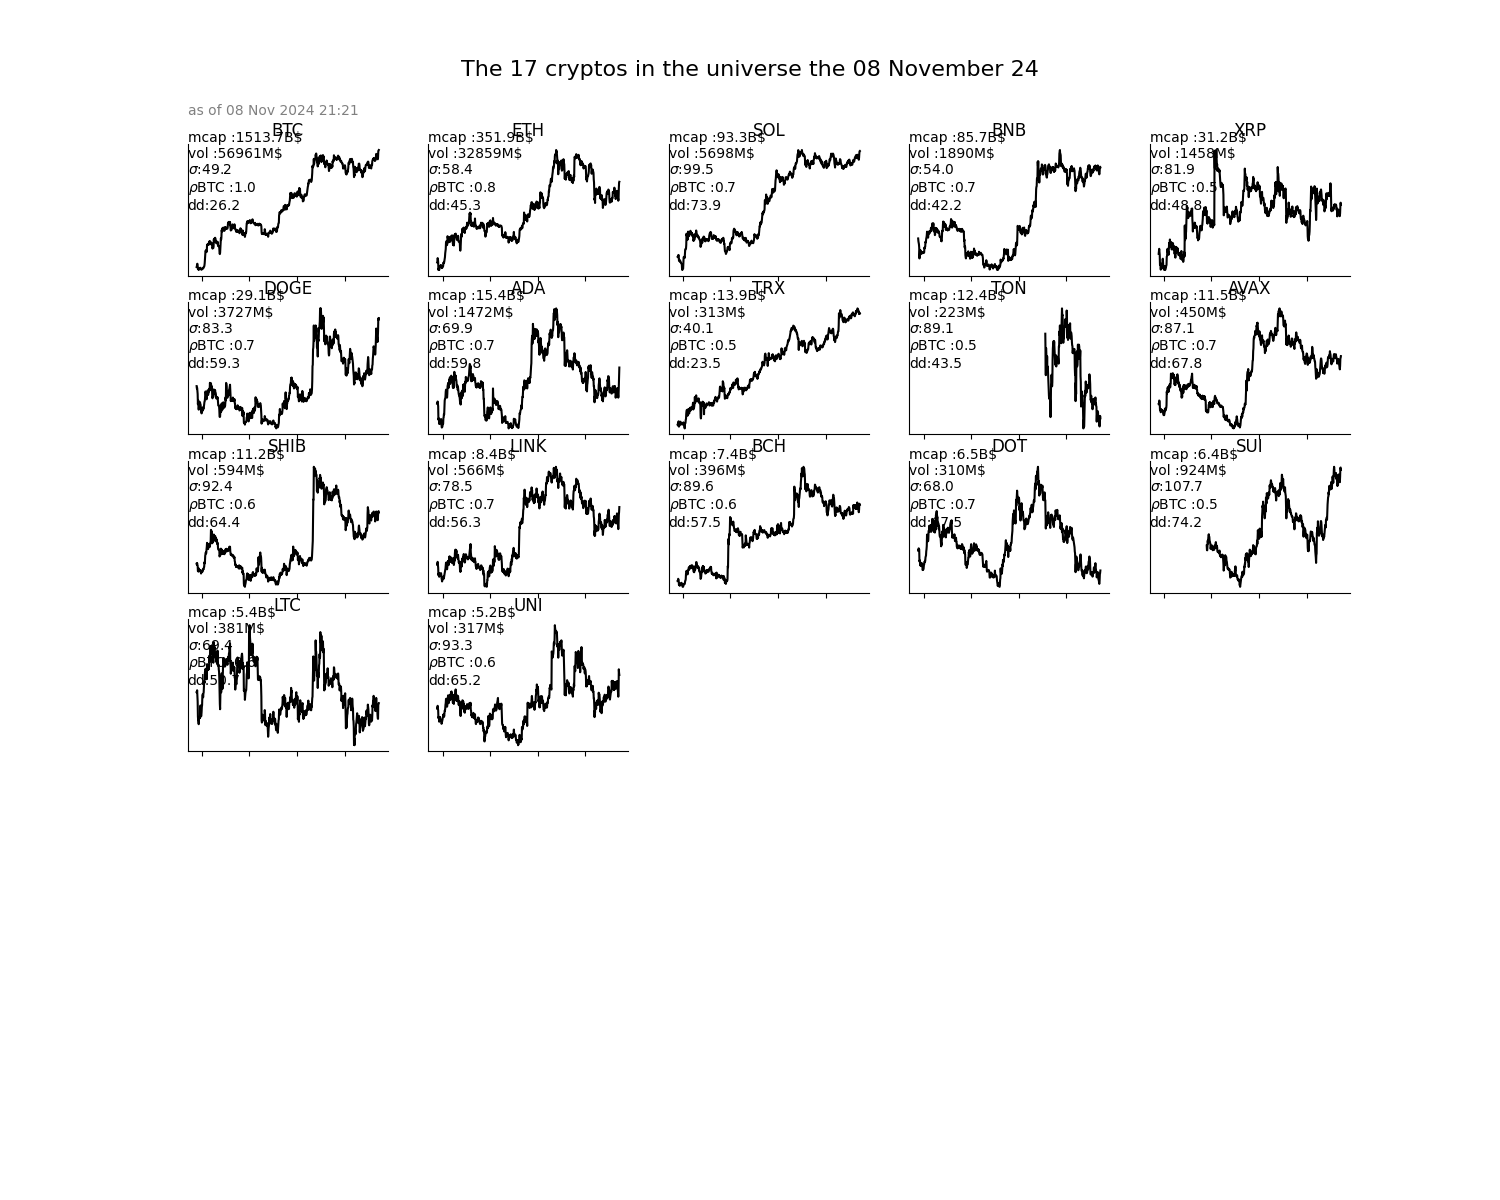 The 17 cryptos in the universe the 08 November 24
as of 08 Nov 2024 21:21
BTC
mcap :1513.7B$
vol :56961M$
σ:49.2
ρBTC :1.0
dd:26.2
ETH
mcap :351.9B$
vol :32859M$
σ:58.4
ρBTC :0.8
dd:45.3
SOL
mcap :93.3B$
vol :5698M$
σ:99.5
ρBTC :0.7
dd:73.9
BNB
mcap :85.7B$
vol :1890M$
σ:54.0
ρBTC :0.7
dd:42.2
XRP
mcap :31.2B$
vol :1458M$
σ:81.9
ρBTC :0.5
dd:48.8
DOGE
mcap :29.1B$
vol :3727M$
σ:83.3
ρBTC :0.7
dd:59.3
ADA
mcap :15.4B$
vol :1472M$
σ:69.9
ρBTC :0.7
dd:59.8
TRX
mcap :13.9B$
vol :313M$
σ:40.1
ρBTC :0.5
dd:23.5
TON
mcap :12.4B$
vol :223M$
σ:89.1
ρBTC :0.5
dd:43.5
AVAX
mcap :11.5B$
vol :450M$
σ:87.1
ρBTC :0.7
dd:67.8
SHIB
mcap :11.2B$
vol :594M$
σ:92.4
ρBTC :0.6
dd:64.4
LINK
mcap :8.4B$
vol :566M$
σ:78.5
ρBTC :0.7
dd:56.3
BCH
mcap :7.4B$
vol :396M$
σ:89.6
ρBTC :0.6
dd:57.5
DOT
mcap :6.5B$
vol :310M$
σ:68.0
ρBTC :0.7
SUI
mcap :6.4B$
vol :924M$
σ:107.7
ρBTC :0.5
dd:74.2
LTC
mcap :5.4B$
vol :381M$
σ:69.4
ρBTC
UNI
mcap :5.2B$
vol :317M$
σ:93.3
ρBTC :0.6
dd:65.2